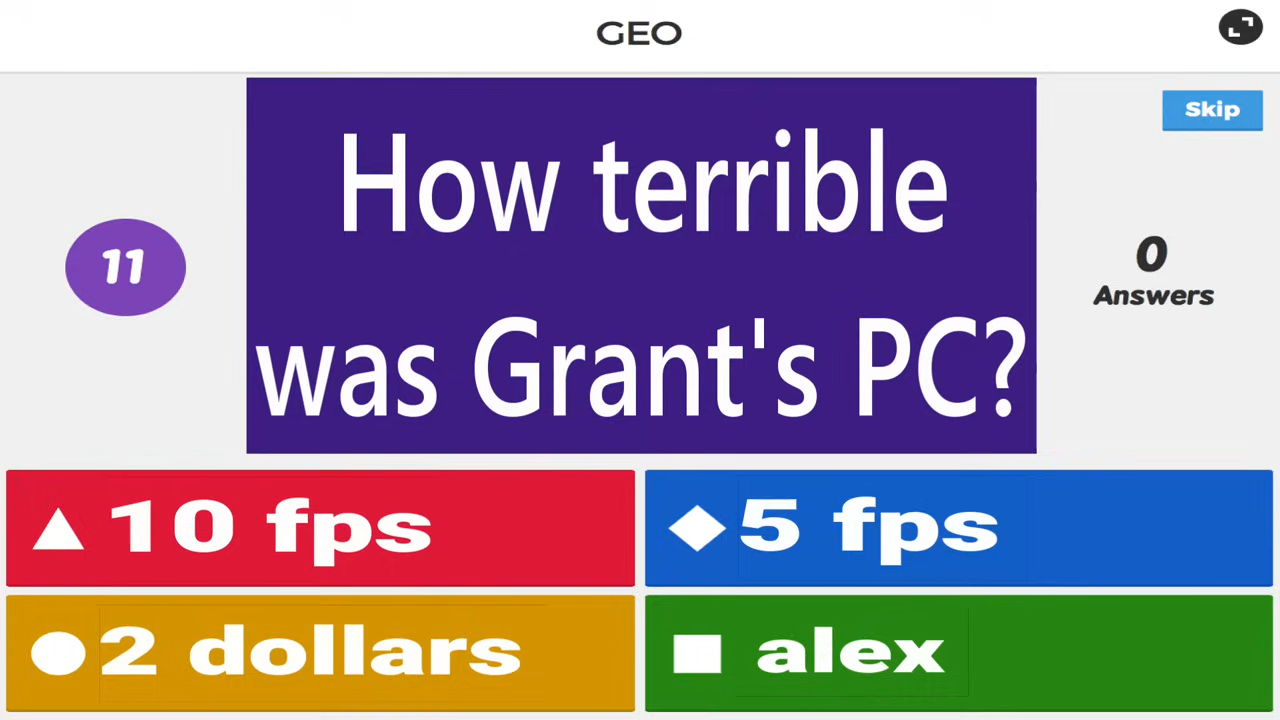 GEO
Skip
How terrible
was Grant's PC?
11
0
Answers
10 fps
5 fps
2 dollars
alex